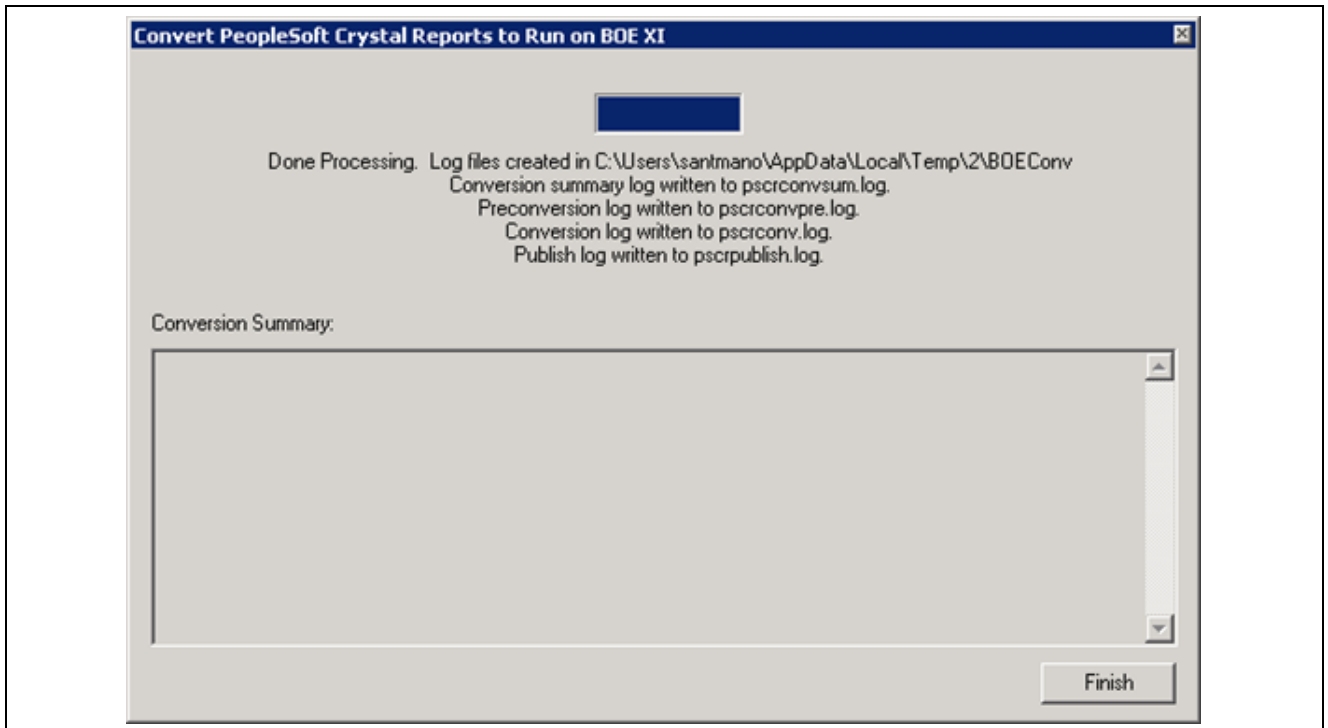 Convert PeopleSoft Crystal Reports to Run on BOE XI
Done Processing. Log files created in C:\Users\santmano\AppData\Local\Temp\2\BOEConv
Conversion summary log written to pscrconvsum.log.
Preconversion log written to pscrconvpre.log.
Conversion log written to pscrconv.log.
Publish log written to pscrpublish.log.
Conversion Summary:
Finish